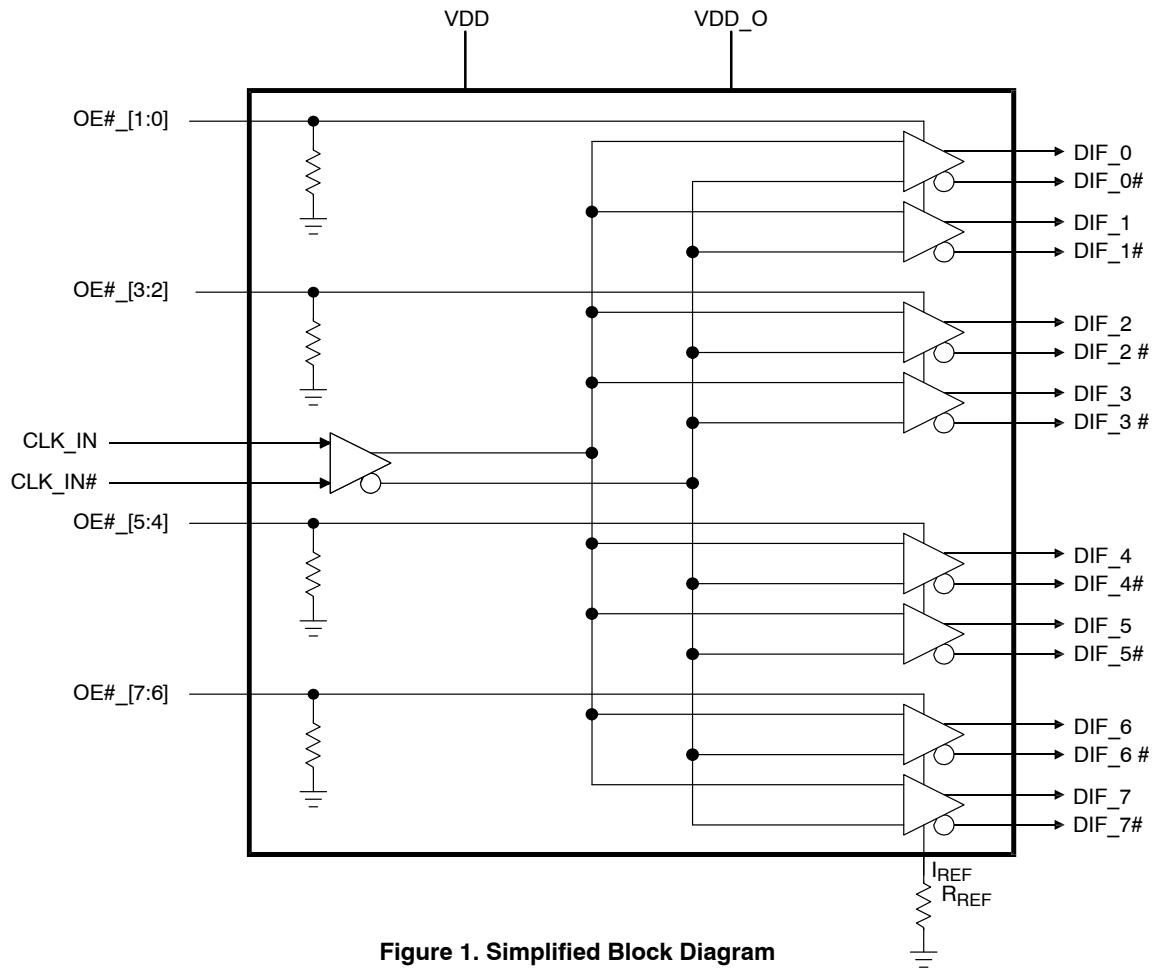 VDD
VDD_O
OE#_[1:0]
DIF_0
DIF_0#
DIF_1
DIF_1#
OE#_[3:2]
DIF_2
DIF_2 #
DIF_3
DIF_3 #
CLK_IN
CLK_IN#
OE#_[5:4]
DIF_4
DIF_4#
DIF_5
DIF_5#
OE#_[7:6]
DIF_6
DIF_6 #
DIF_7
DIF_7#
IREF
RREF
Figure 1. Simplified Block Diagram